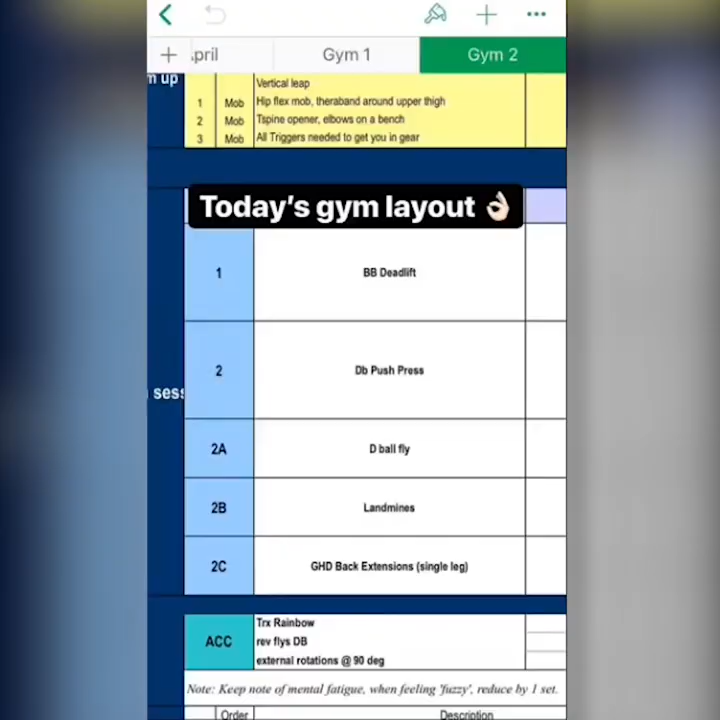 .pril
Gym 1
Gym 2
m up
Vertical leap
1 Mob Hip flex mob, theraband around upper thigh
2 Mob Tspine opener, elbows on a bench
3 Mob All Triggers needed to get you in gear
Today's gym layout 👌🏻
1 BB Deadlift
2 Db Push Press
sess
2A D ball fly
2B Landmines
2C GHD Back Extensions (single leg)
ACC
Trx Rainbow
rev flys DB
external rotations @ 90 deg
Note: Keep note of mental fatigue, when feeling 'fuzzy', reduce by 1 set.
Order Description